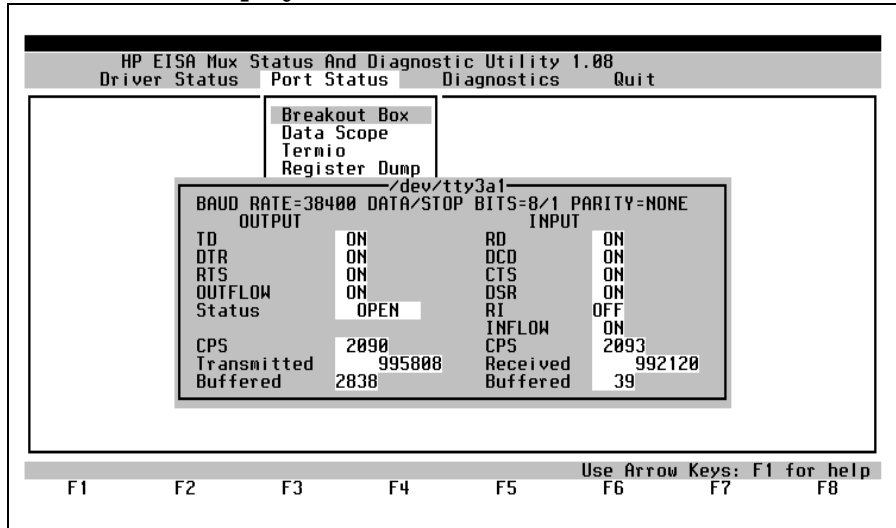 HP EISA Mux Status And Diagnostic Utility 1.08
Driver Status Port Status Diagnostics Quit
Breakout Box
Data Scope
Termio
Register Dump
/dev/tty3a1
BAUD RATE=38400 DATA/STOP BITS=8/1 PARITY=NONE
OUTPUT INPUT
TD ON RD ON
DTR ON DCD ON
RTS ON CTS ON
OUTFLOW ON DSR ON
Status OPEN RI OFF
INFLOW ON
CPS 2090 CPS 2093
Transmitted 995808 Received 992120
Buffered 2838 Buffered 39
Use Arrow Keys: F1 for help
F1 F2 F3 F4 F5 F6 F7 F8